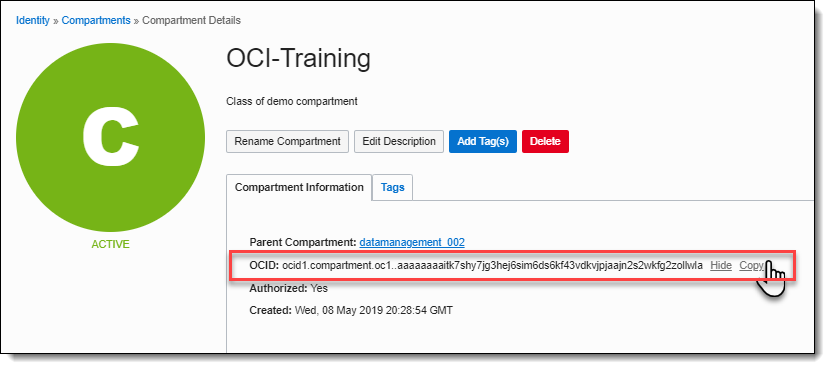 Identity » Compartments » Compartment Details
C
OCI-Training
Class of demo compartment
Rename Compartment Edit Description Add Tag(s) Delete
Compartment Information Tags
ACTIVE
Parent Compartment: datamanagement_002
OCID: ocid1.compartment.oc1..aaaaaaaaitk7shy7jg3hej6sim6ds6kf43vdkvjpjaajn2s2wkfg2zollwla Hide Copy
Authorized: Yes
Created: Wed, 08 May 2019 20:28:54 GMT